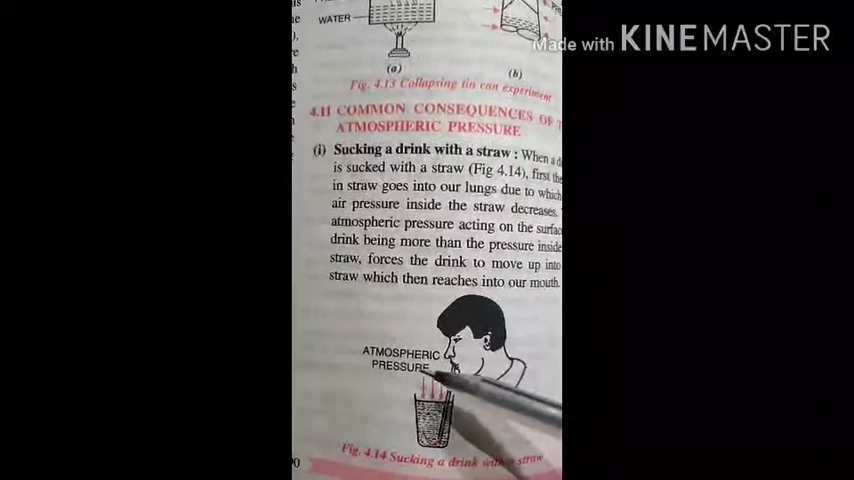 Made with KINEMASTER
WATER
(a)
(b)
Fig. 4.13 Collapsing tin can experiment
4.11 COMMON CONSEQUENCES OF
ATMOSPHERIC PRESSURE
(i) Sucking a drink with a straw : When a
is sucked with a straw (Fig 4.14), first the
in straw goes into our lungs due to which
air pressure inside the straw decreases.
atmospheric pressure acting on the
drink being more than the pressure inside
straw, forces the drink to move up into
straw which then reaches into our mouth.
ATMOSPHERIC
PRESSURE
Fig. 4.14 Sucking a drink with a straw